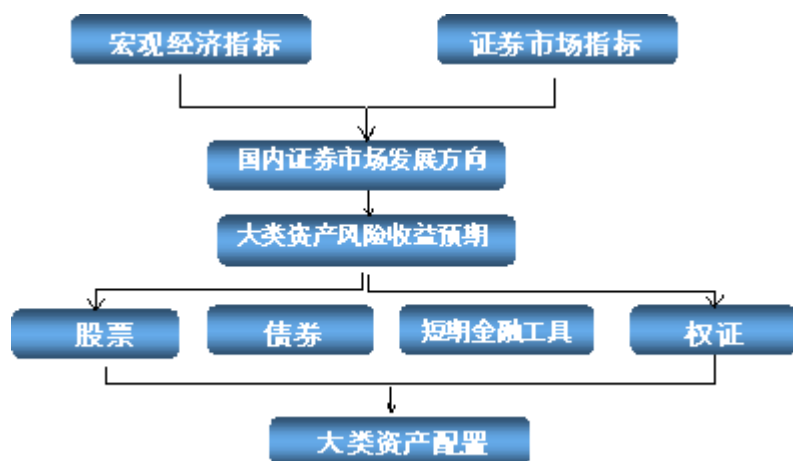 宏观经济指标
证券市场指标
国内证券市场发展方向
大类资产风险收益预期
股票
债券
短期金融工具
权证
大类资产配置